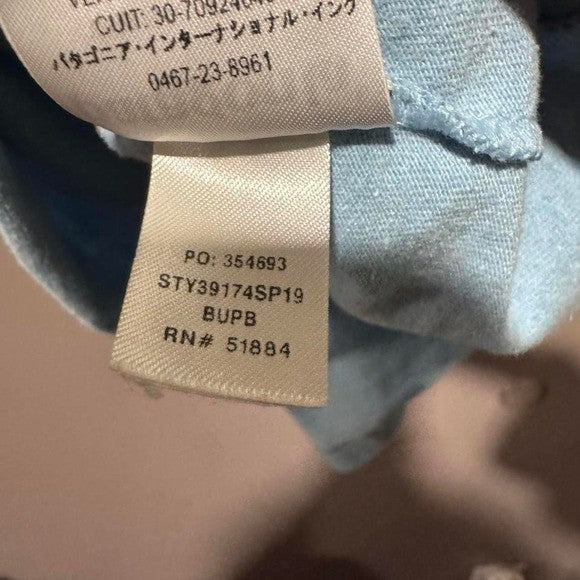 CUIT: 30-709
パタゴニア・インターナショナル・インク
0467-23-8961
PO: 354693
STY39174SP19
BUPB
RN# 51884